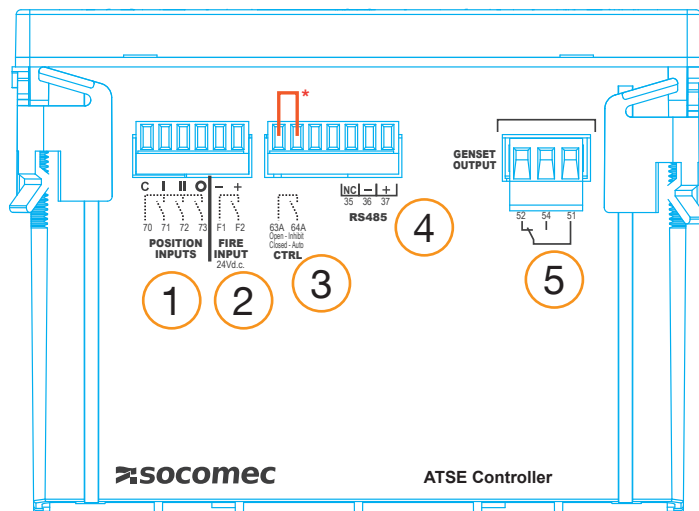 *
C I II O − +
70 71 72 73 F1 F2
POSITION
INPUTS
FIRE
INPUT
24Vd.c.
1
2
63A 64A
Open - Inhibit
Closed - Auto
CTRL
3
NC − +
35 36 37
RS485
4
GENSET
OUTPUT
52 54 51
5
socomec
ATSE Controller